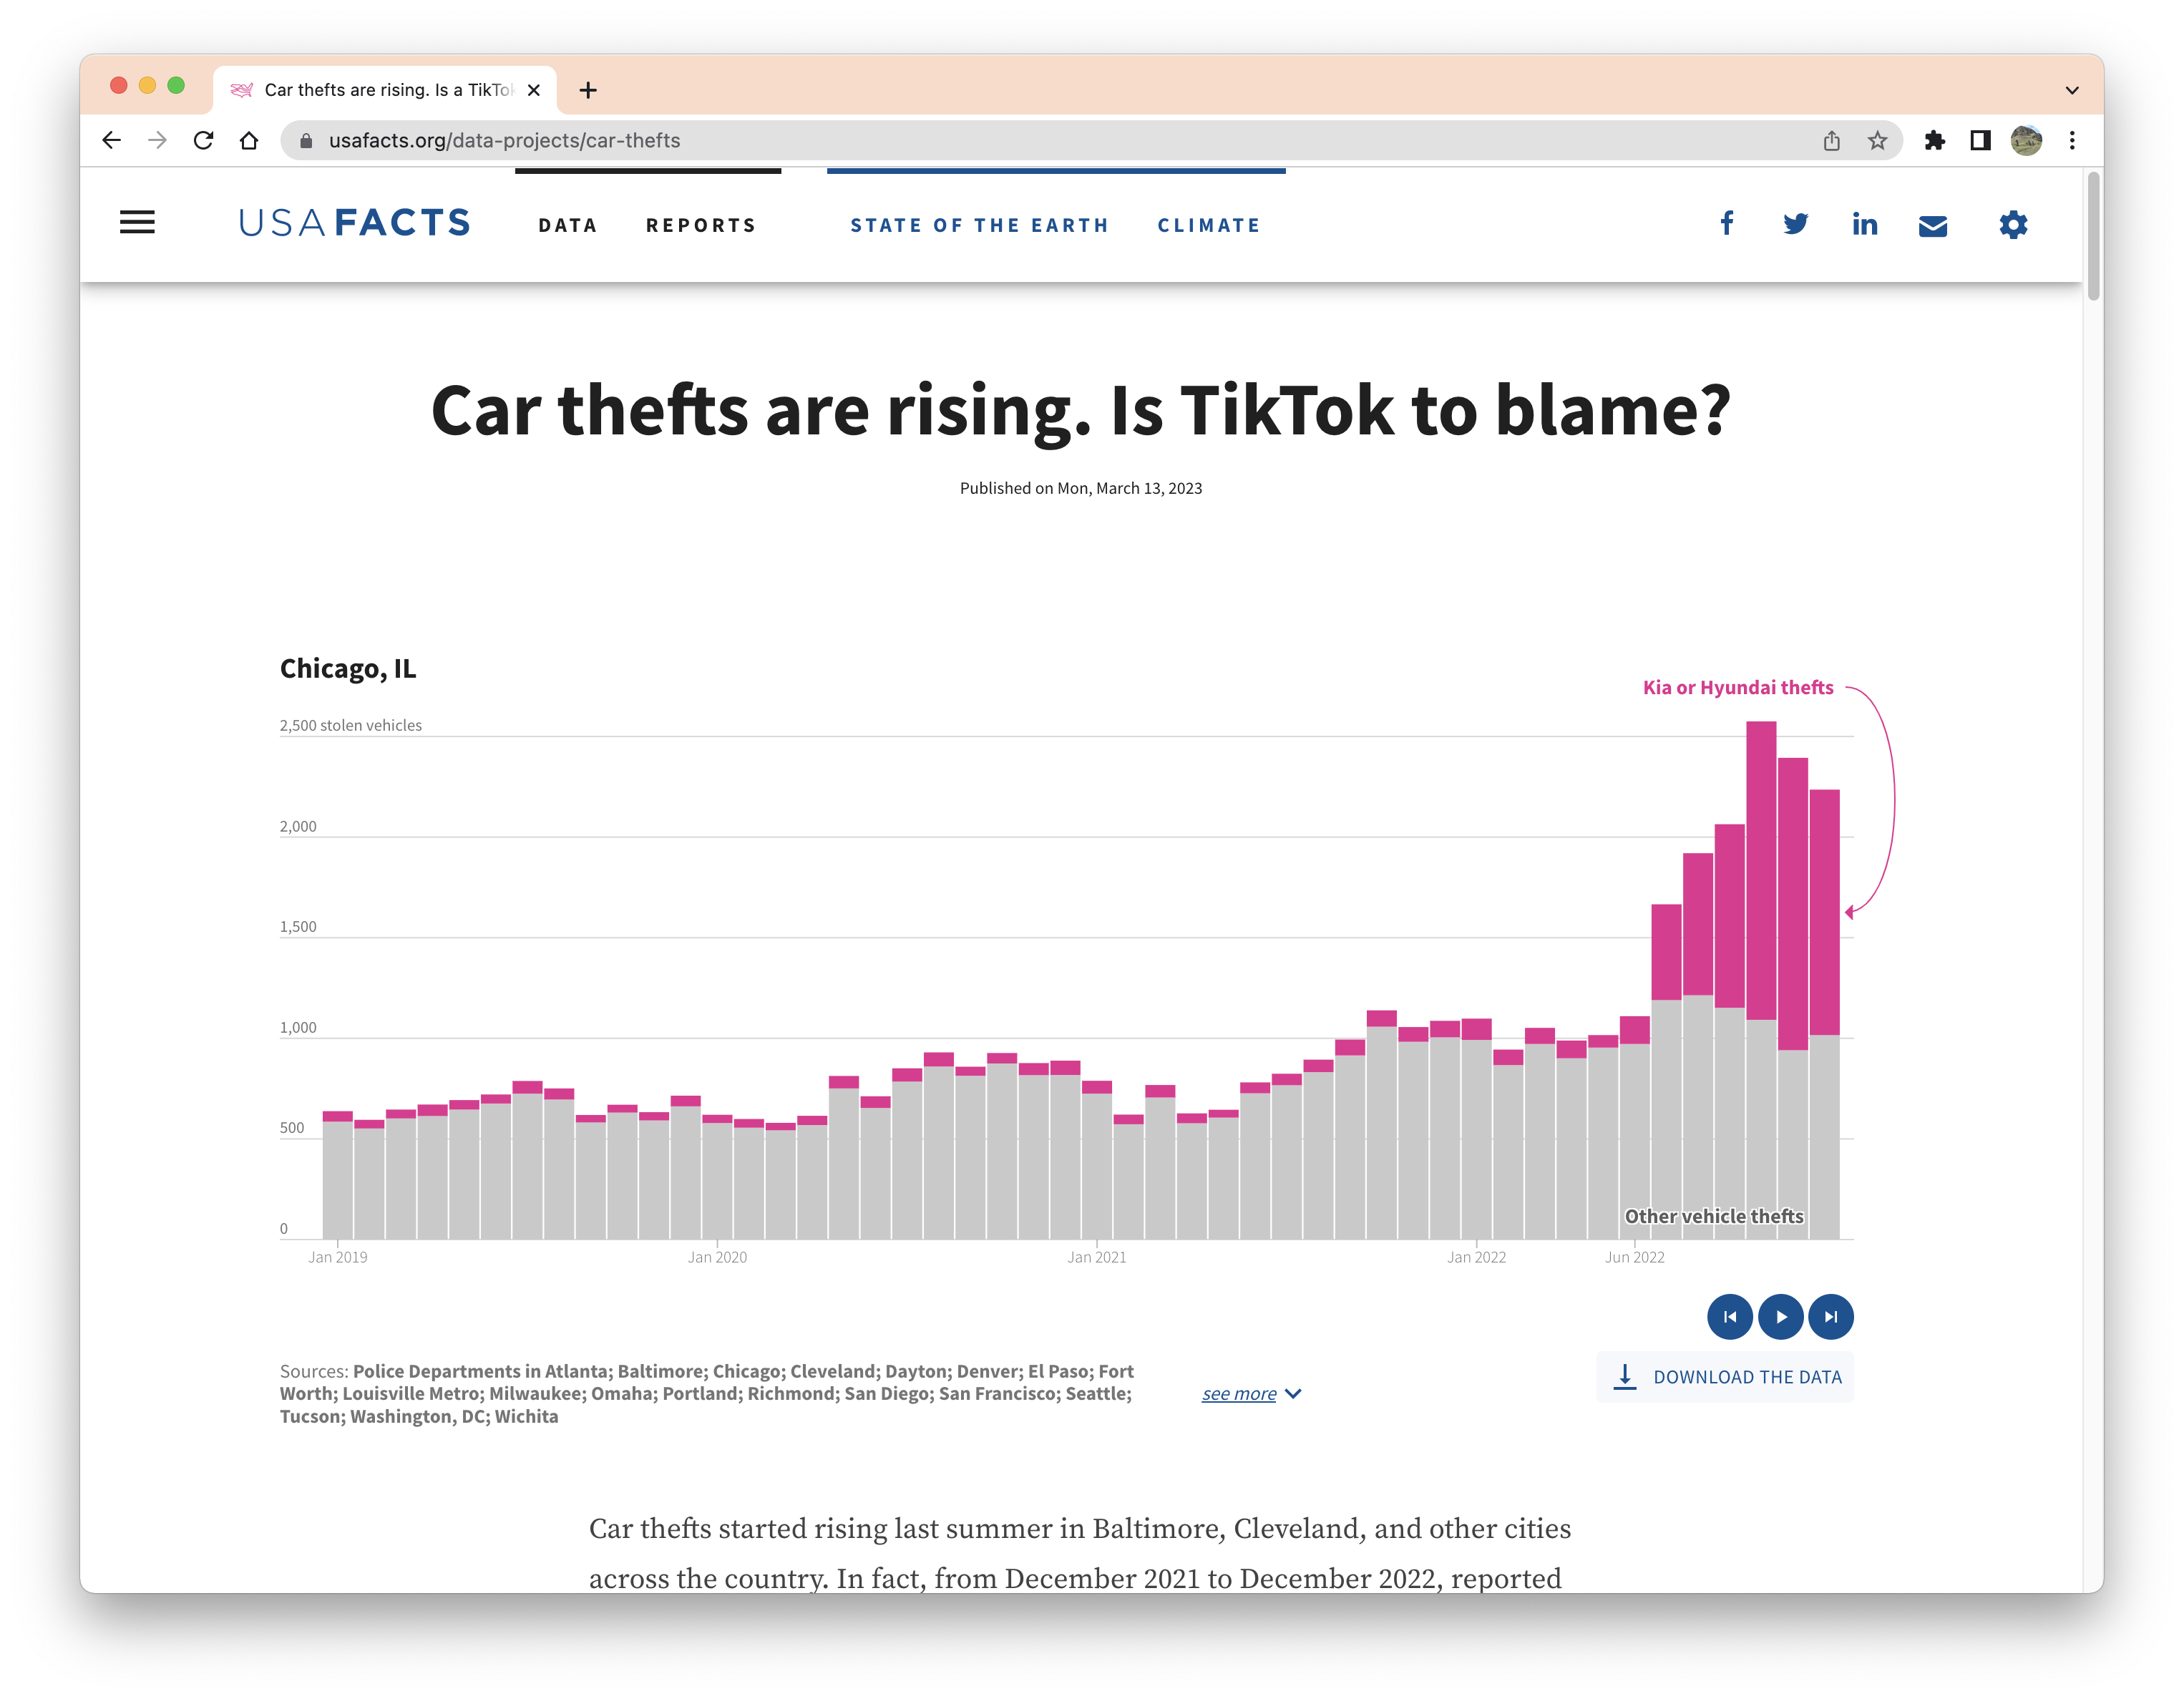 Car thefts are rising. Is a TikTo
usafacts.org/data-projects/car-thefts
USAFACTS
DATA
REPORTS
STATE OF THE EARTH
CLIMATE
Car thefts are rising. Is TikTok to blame?
Published on Mon, March 13, 2023
Chicago, IL
Kia or Hyundai thefts
2,500 stolen vehicles
2,000
1,500
1,000
500
Other vehicle thefts
0
Jan 2019
Jan 2020
Jan 2021
Jan 2022
Jun 2022
Sources: Police Departments in Atlanta; Baltimore; Chicago; Cleveland; Dayton; Denver; El Paso; Fort
Worth; Louisville Metro; Milwaukee; Omaha; Portland; Richmond; San Diego; San Francisco; Seattle;
Tucson; Washington, DC; Wichita
see more
DOWNLOAD THE DATA
Car thefts started rising last summer in Baltimore, Cleveland, and other cities
across the country. In fact, from December 2021 to December 2022, reported